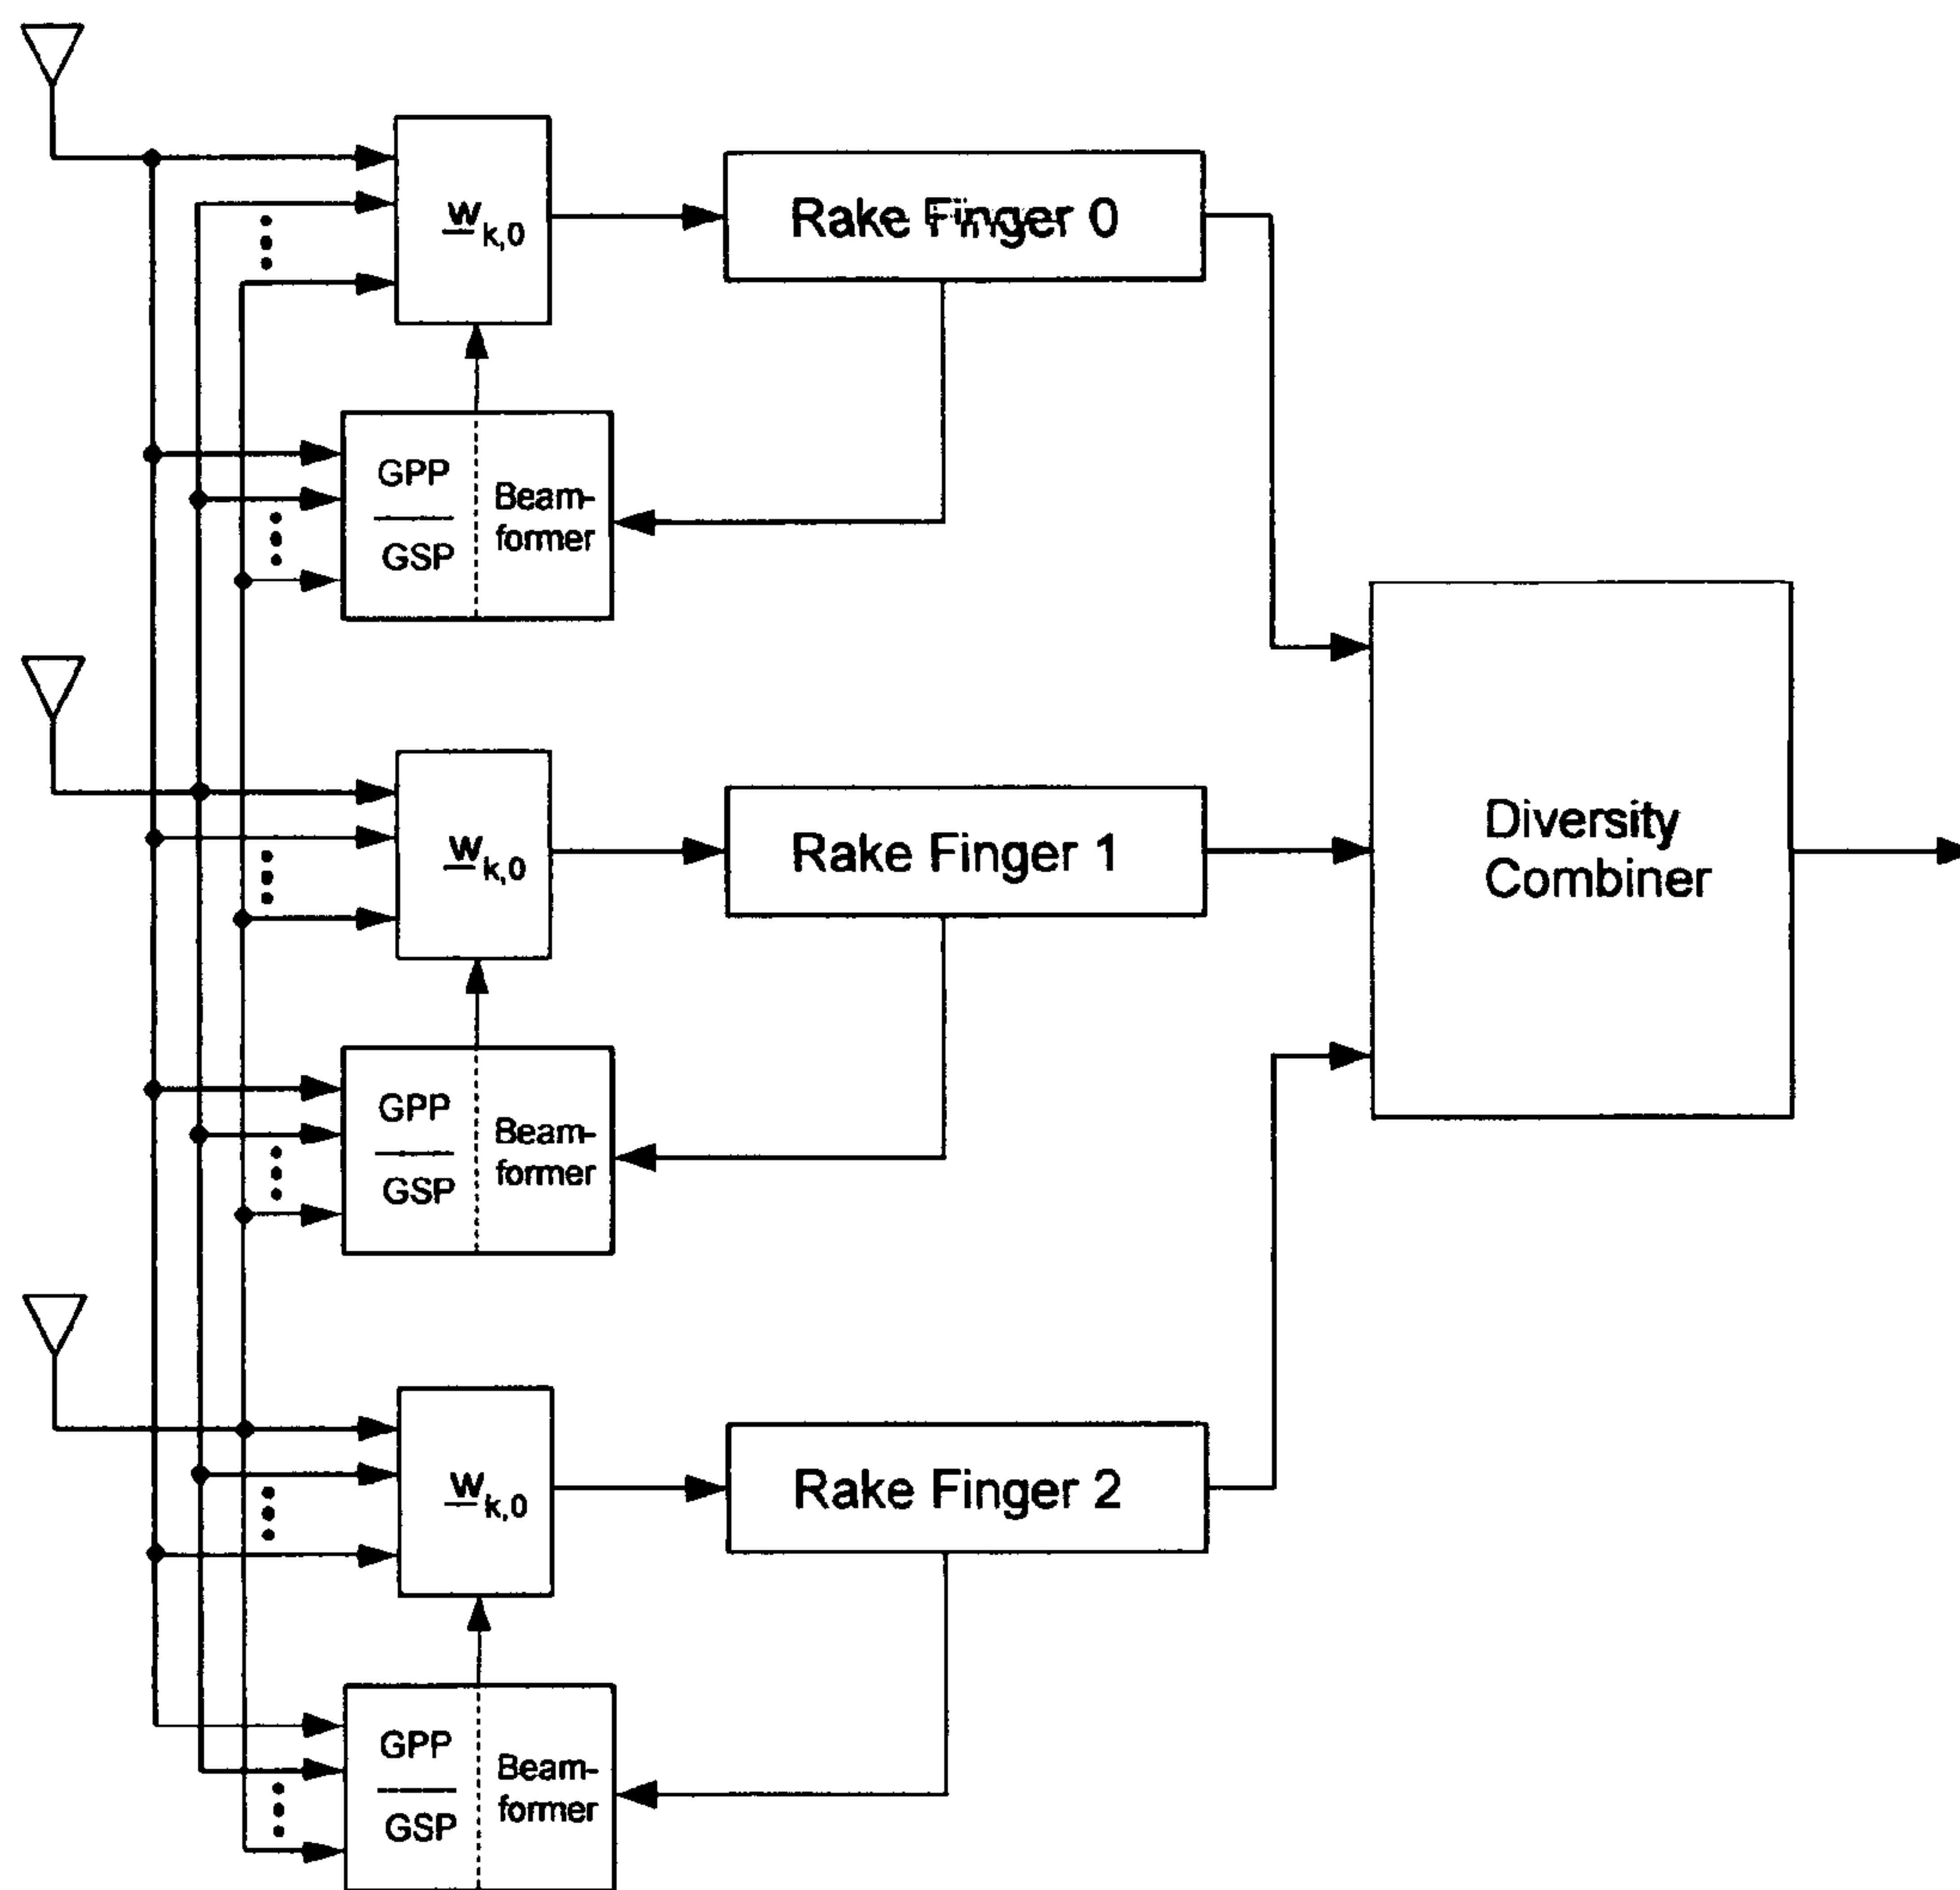 w k,0
Rake Finger 0
GPP
GSP
Beam-
former
w k,0
Rake Finger 1
Diversity
Combiner
GPP
GSP
Beam-
former
w k,0
Rake Finger 2
GPP
GSP
Beam-
former